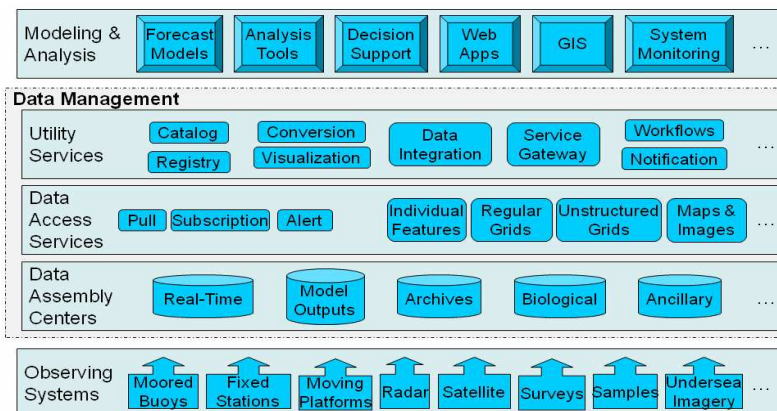 Modeling &
Analysis
Forecast
Models
Analysis
Tools
Decision
Support
Web
Apps
GIS
System
Monitoring
...
Data Management
Utility
Services
Catalog
Registry
Conversion
Visualization
Data
Integration
Service
Gateway
Workflows
Notification
...
Data
Access
Services
Pull
Subscription
Alert
Individual
Features
Regular
Grids
Unstructured
Grids
Maps &
Images
...
Data
Assembly
Centers
Real-Time
Model
Outputs
Archives
Biological
Ancillary
...
Observing
Systems
Moored
Buoys
Fixed
Stations
Moving
Platforms
Radar
Satellite
Surveys
Samples
Undersea
Imagery
...